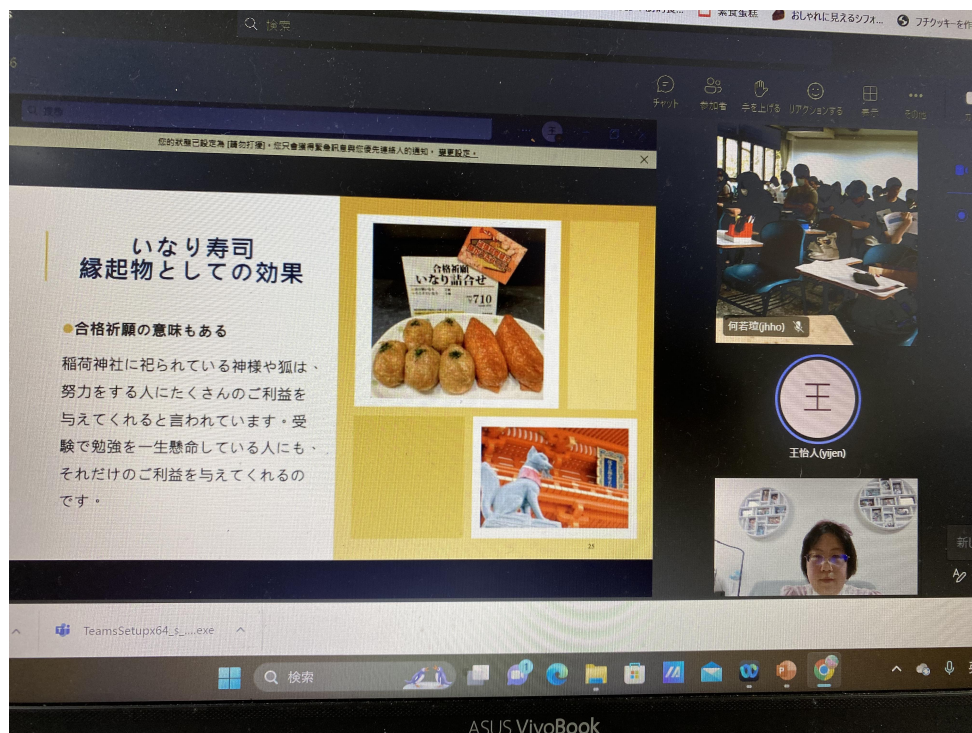 検索
素食蛋糕
おしゃれに見えるシフォ...
フチクッキーを作
チャット
参加者
手を上げる
リアクションする
表示
その他
検索
王
您的狀態已設定為 [請勿打擾]。您只會獲得緊急訊息與您優先連絡人的通知。 變更設定。
いなり寿司
縁起物としての効果
●合格祈願の意味もある
稲荷神社に祀られている神様や狐は、
努力をする人にたくさんのご利益を
与えてくれると言われています。受
験で勉強を一生懸命している人にも、
それだけのご利益を与えてくれるの
です。
合格祈願
いなり詰合せ
710
25
何若瑄(jhho)
王
王怡人(yijen)
TeamsSetupx64_s_....exe
検索
ASUS VivoBook